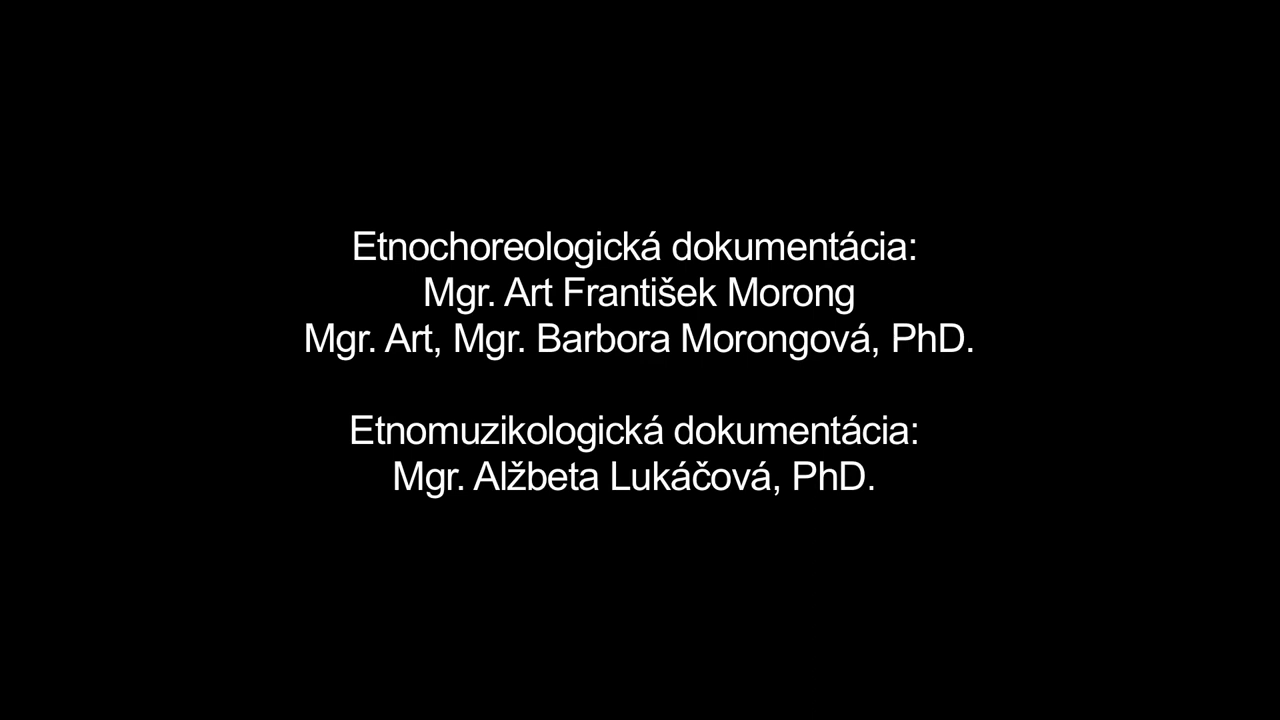 Etnochoreologická dokumentácia:
Mgr. Art František Morong
Mgr. Art, Mgr. Barbora Morongová, PhD.
Etnomuzikologická dokumentácia:
Mgr. Alžbeta Lukáčová, PhD.